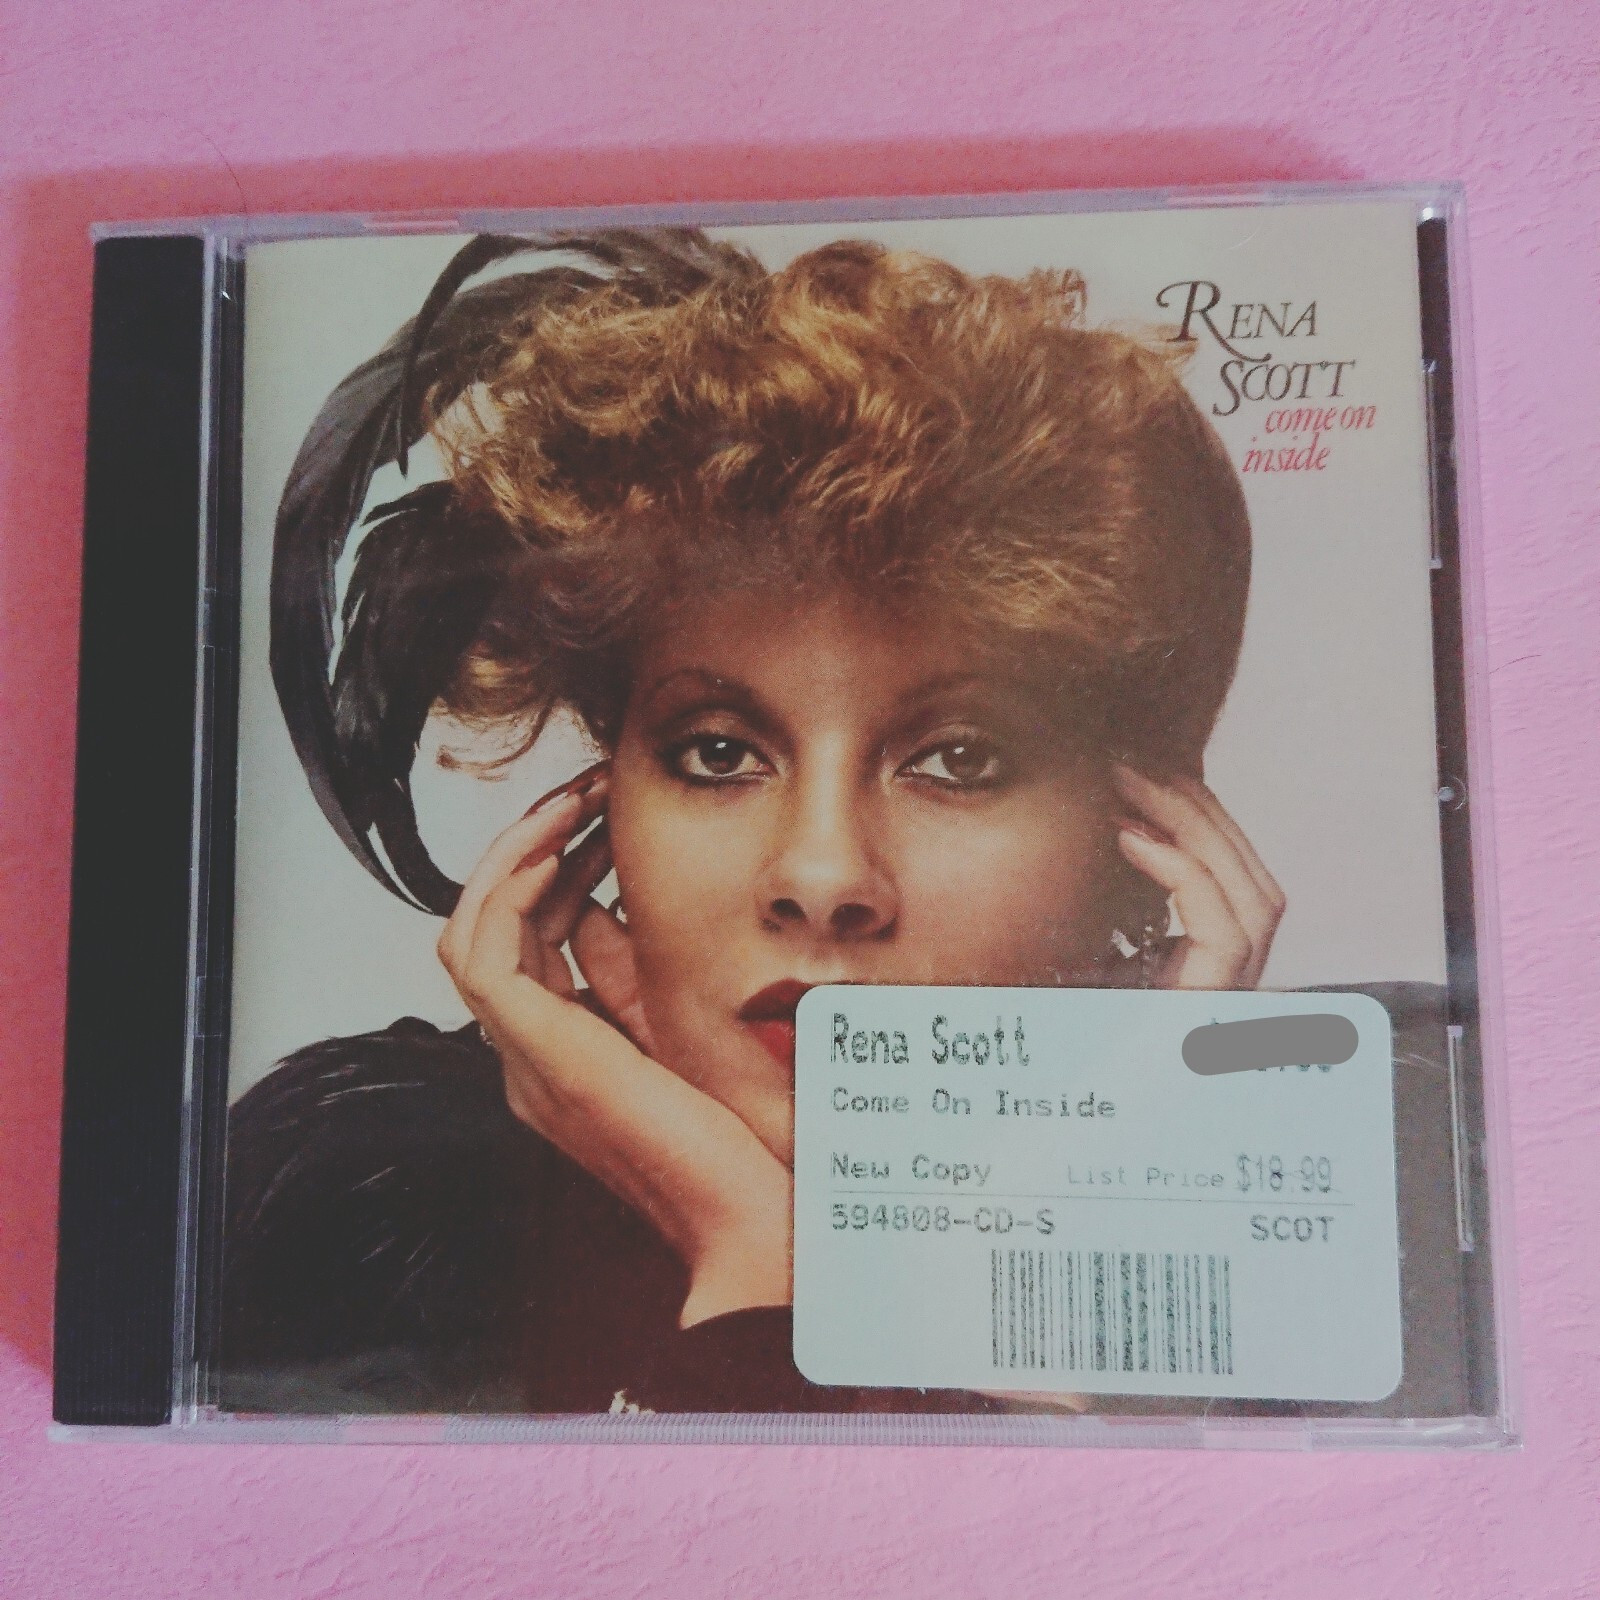 RENA
SCOTT
come on
inside
Rena Scott
Come On Inside
New Copy List Price $18.99
594808-CD-S SCOT